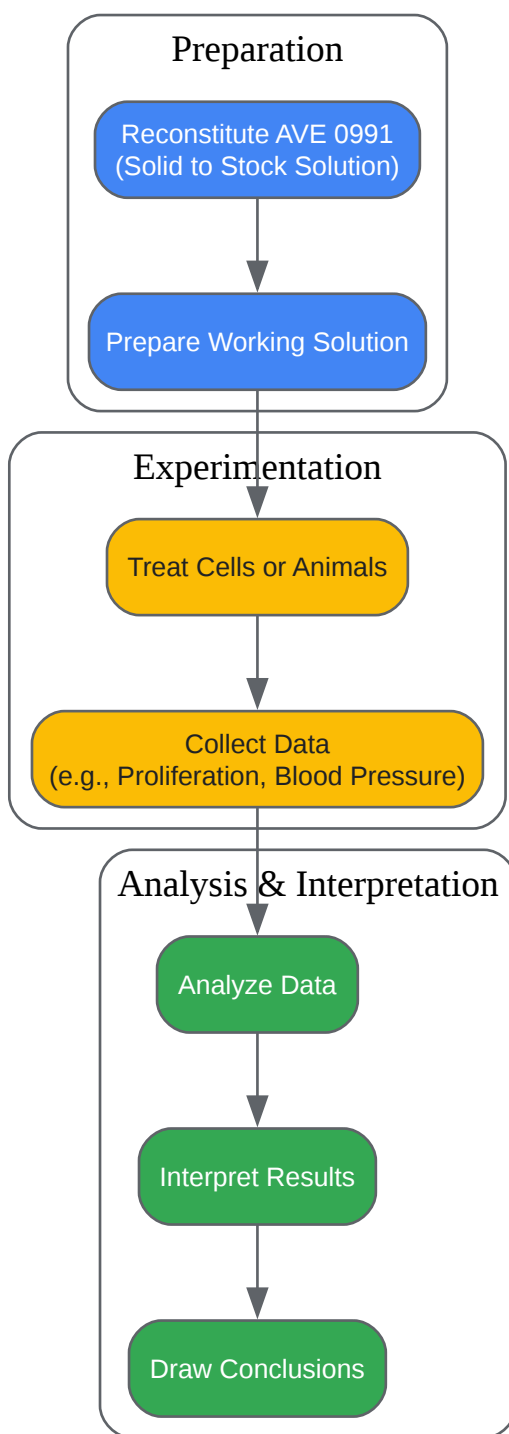 Preparation
Reconstitute AVE 0991
(Solid to Stock Solution)
Prepare Working Solution
Experimentation
Treat Cells or Animals
Collect Data
(e.g., Proliferation, Blood Pressure)
Analysis & Interpretation
Analyze Data
Interpret Results
Draw Conclusions